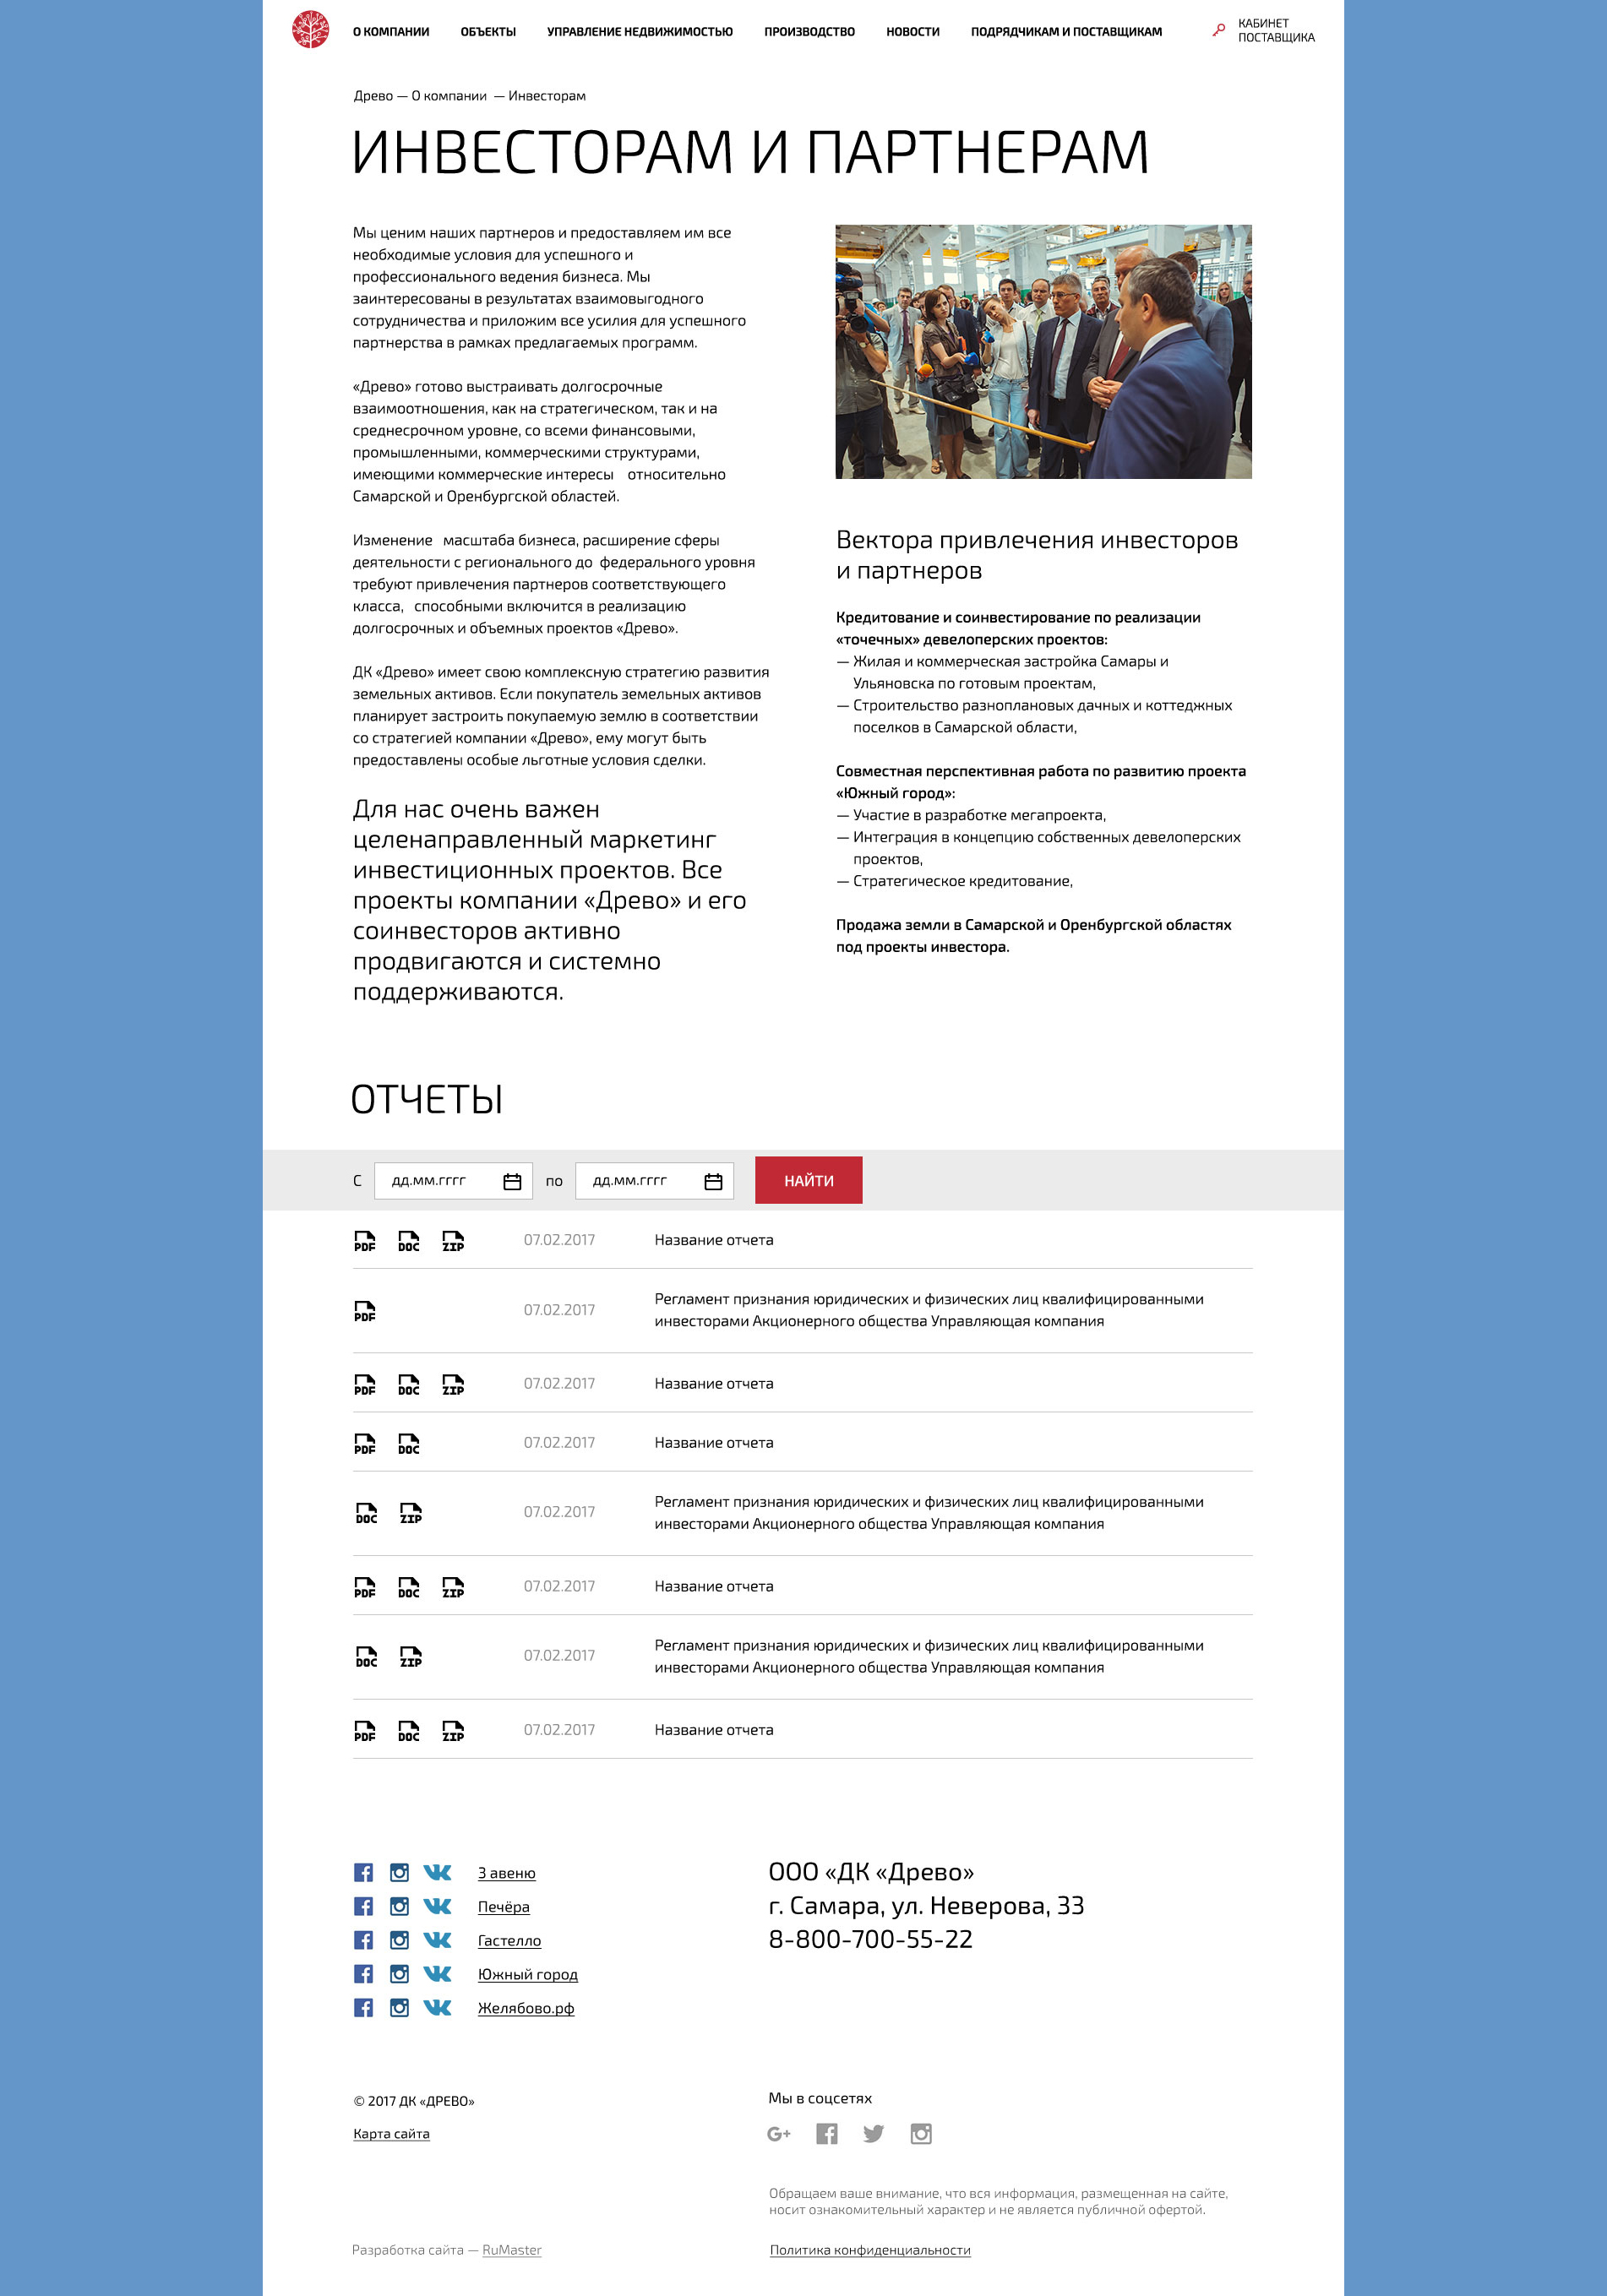 О КОМПАНИИ ОБЪЕКТЫ УПРАВЛЕНИЕ НЕДВИЖИМОСТЬЮ ПРОИЗВОДСТВО НОВОСТИ ПОДРЯДЧИКАМ И ПОСТАВЩИКАМ
КАБИНЕТ
ПОСТАВЩИКА
Древо — О компании — Инвесторам
ИНВЕСТОРАМ И ПАРТНЕРАМ
Мы ценим наших партнеров и предоставляем им все
необходимые условия для успешного и
профессионального ведения бизнеса. Мы
заинтересованы в результатах взаимовыгодного
сотрудничества и приложим все усилия для успешного
партнерства в рамках предлагаемых программ.
«Древо» готово выстраивать долгосрочные
взаимоотношения, как на стратегическом, так и на
среднесрочном уровне, со всеми финансовыми,
промышленными, коммерческими структурами,
имеющими коммерческие интересы относительно
Самарской и Оренбургской областей.
Изменение масштаба бизнеса, расширение сферы
деятельности с регионального до федерального уровня
требуют привлечения партнеров соответствующего
класса, способными включится в реализацию
долгосрочных и объемных проектов «Древо».
ДК «Древо» имеет свою комплексную стратегию развития
земельных активов. Если покупатель земельных активов
планирует застроить покупаемую землю в соответствии
со стратегией компании «Древо», ему могут быть
предоставлены особые льготные условия сделки.
Для нас очень важен
целенаправленный маркетинг
инвестиционных проектов. Все
проекты компании «Древо» и его
соинвесторов активно
продвигаются и системно
поддерживаются.
Вектора привлечения инвесторов
и партнеров
Кредитование и соинвестирование по реализации
«точечных» девелоперских проектов:
— Жилая и коммерческая застройка Самары и
Ульяновска по готовым проектам,
— Строительство разноплановых дачных и коттеджных
поселков в Самарской области,
Совместная перспективная работа по развитию проекта
«Южный город»:
— Участие в разработке мегапроекта,
— Интеграция в концепцию собственных девелоперских
проектов,
— Стратегическое кредитование,
Продажа земли в Самарской и Оренбургской областях
под проекты инвестора.
ОТЧЕТЫ
С дд.мм.гггг по дд.мм.гггг НАЙТИ
PDF DOC ZIP 07.02.2017 Название отчета
PDF 07.02.2017 Регламент признания юридических и физических лиц квалифицированными
инвесторами Акционерного общества Управляющая компания
PDF DOC ZIP 07.02.2017 Название отчета
PDF DOC 07.02.2017 Название отчета
DOC ZIP 07.02.2017 Регламент признания юридических и физических лиц квалифицированными
инвесторами Акционерного общества Управляющая компания
PDF DOC ZIP 07.02.2017 Название отчета
DOC ZIP 07.02.2017 Регламент признания юридических и физических лиц квалифицированными
инвесторами Акционерного общества Управляющая компания
PDF DOC ZIP 07.02.2017 Название отчета
3 авеню
Печёра
Гастелло
Южный город
Желябово.рф
ООО «ДК «Древо»
г. Самара, ул. Неверова, 33
8-800-700-55-22
© 2017 ДК «ДРЕВО»
Карта сайта
Мы в соцсетях
G+
Обращаем ваше внимание, что вся информация, размещенная на сайте,
носит ознакомительный характер и не является публичной офертой.
Разработка сайта — RuMaster
Политика конфиденциальности